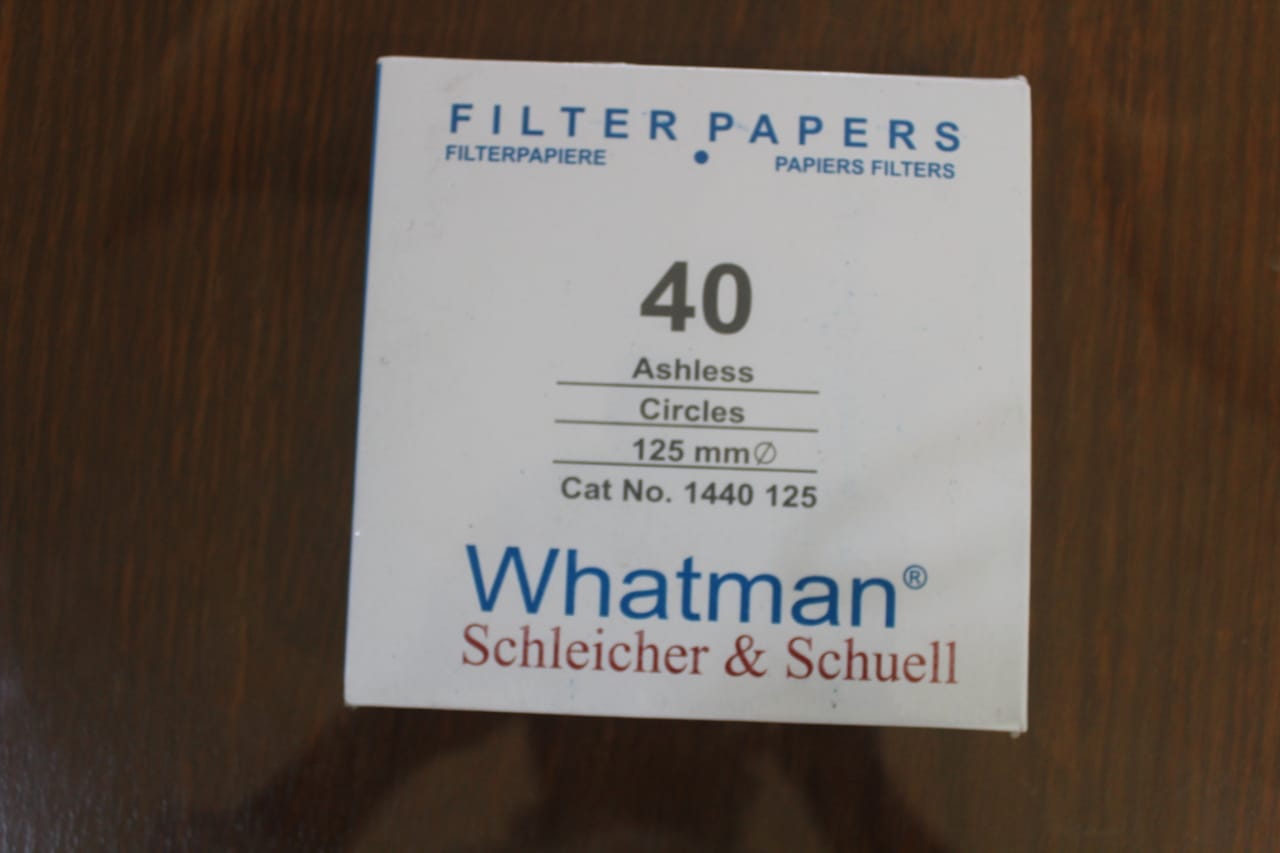 FILTER PAPERS
FILTERPAPIERE • PAPIERS FILTERS
40
Ashless
Circles
125 mm∅
Cat No. 1440 125
Whatman®
Schleicher & Schuell